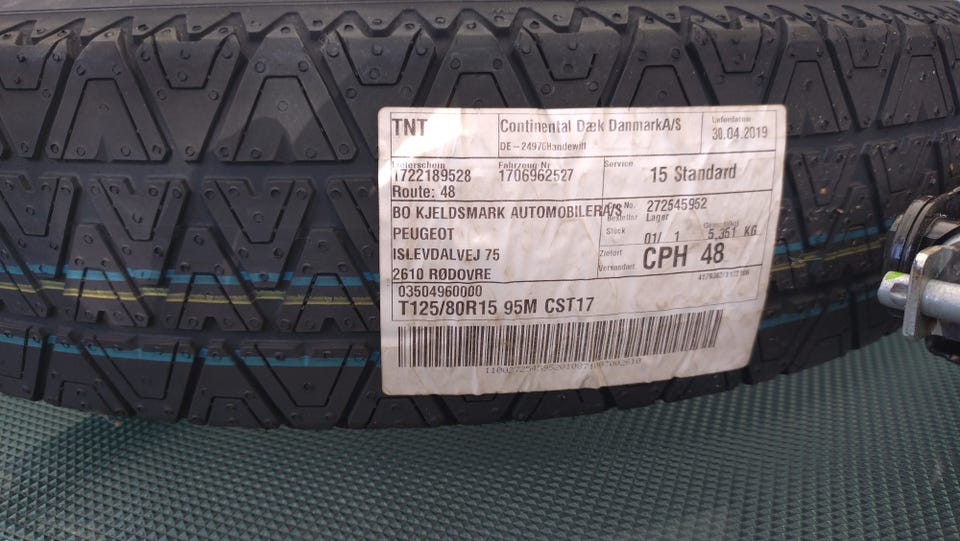 TNT
Continental Dæk DanmarkA/S
DE-24976Handewitt
Lieferdatum
30.04.2019
Lieferschein
1722189528
Fahrzeug Nr
1706962527
Service
15 Standard
Route: 48
BO KJELDSMARK AUTOMOBILERA/S
PEUGEOT
ISLEVDALVEJ 75
2610 RØDOVRE
No. 272545952
Bestellnr Lager
Stück 01/ 1 5,351 KG
Zielort
Versandart
CPH 48
03504960000
T125/80R15 95M CST17